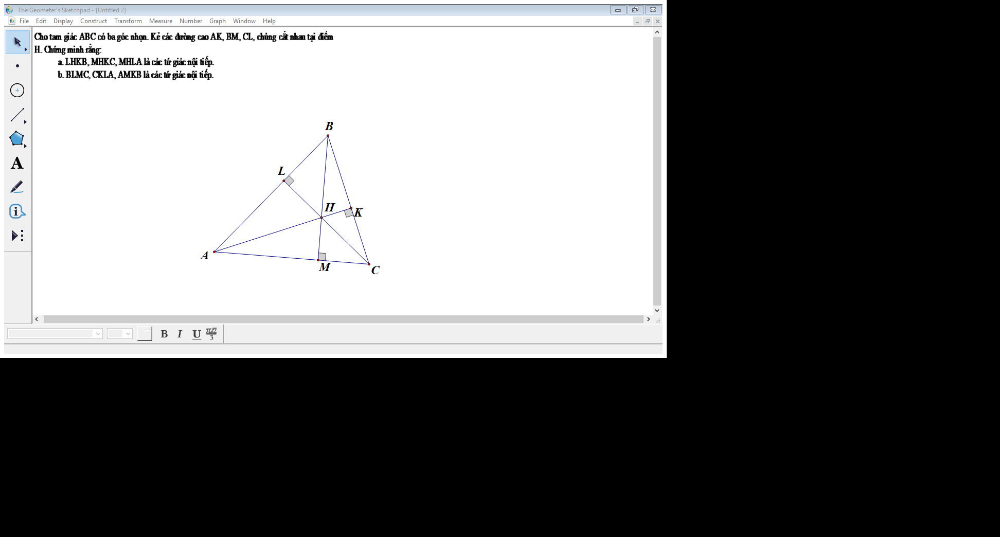 The Geometer's Sketchpad - [Untitled 2]
File Edit Display Construct Transform Measure Number Graph Window Help
Cho tam giác ABC có ba góc nhọn. Kẻ các đường cao AK, BM, CL, chúng cắt nhau tại điểm
H. Chứng minh rằng:
a. LHKB, MHKC, MHLA là các tứ giác nội tiếp.
b. BLMC, CKLA, AMKB là các tứ giác nội tiếp.
B
L
H
K
A
M
C
A
i
B I U